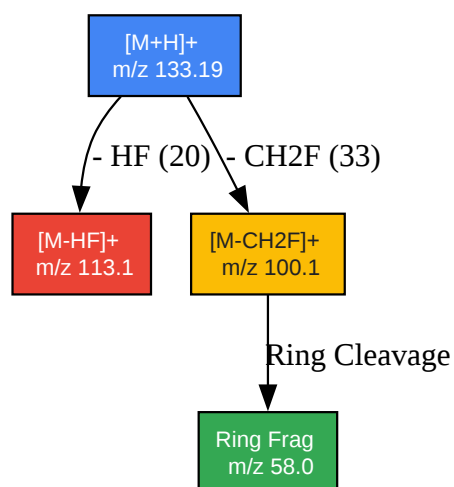 [M+H]+
m/z 133.19
- HF (20)
- CH2F (33)
[M-HF]+
m/z 113.1
[M-CH2F]+
m/z 100.1
Ring Cleavage
Ring Frag
m/z 58.0